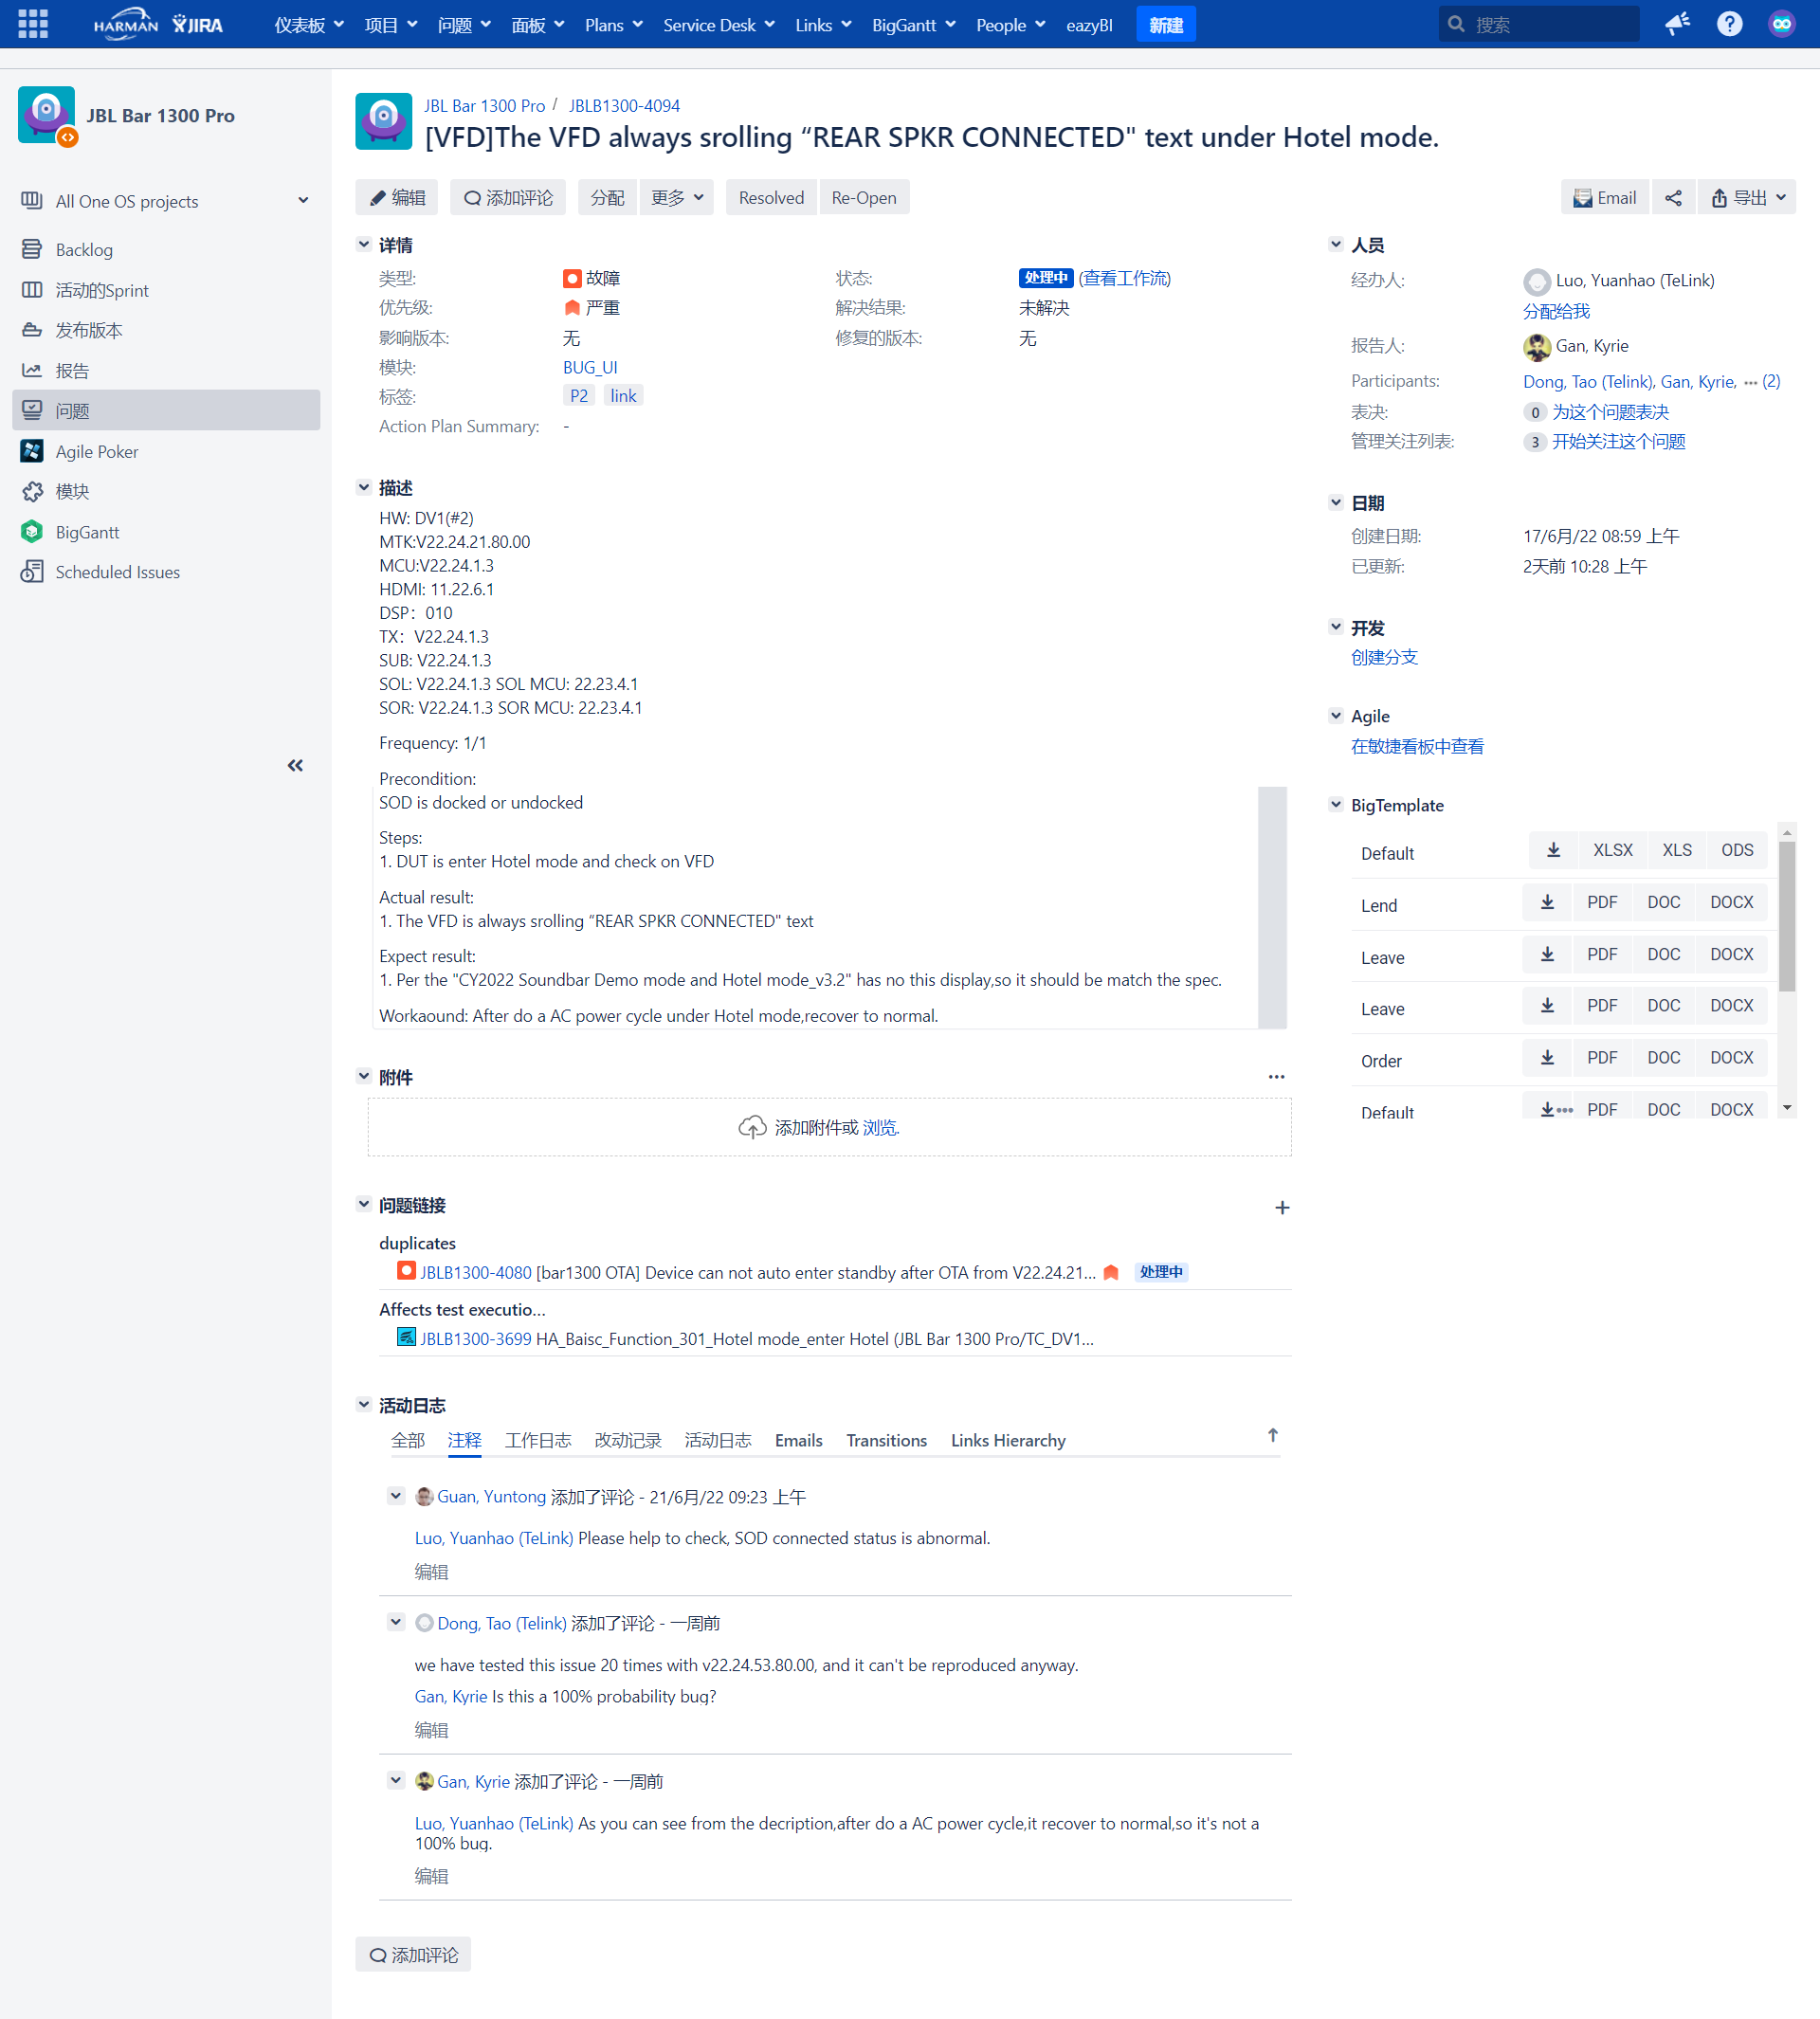 HARMAN JIRA 仪表板 项目 问题 面板 Plans Service Desk Links BigGantt People eazyBI 新建 搜索
JBL Bar 1300 Pro
All One OS projects
Backlog
活动的Sprint
发布版本
报告
问题
Agile Poker
模块
BigGantt
Scheduled Issues
JBL Bar 1300 Pro / JBLB1300-4094
[VFD]The VFD always srolling “REAR SPKR CONNECTED" text under Hotel mode.
编辑 添加评论 分配 更多 Resolved Re-Open Email 导出
详情
类型: 故障 状态: 处理中 (查看工作流)
优先级: 严重 解决结果: 未解决
影响版本: 无 修复的版本: 无
模块: BUG_UI
标签: P2 link
Action Plan Summary: -
描述
HW: DV1(#2)
MTK:V22.24.21.80.00
MCU:V22.24.1.3
HDMI: 11.22.6.1
DSP：010
TX：V22.24.1.3
SUB: V22.24.1.3
SOL: V22.24.1.3 SOL MCU: 22.23.4.1
SOR: V22.24.1.3 SOR MCU: 22.23.4.1
Frequency: 1/1
Precondition:
SOD is docked or undocked
Steps:
1. DUT is enter Hotel mode and check on VFD
Actual result:
1. The VFD is always srolling “REAR SPKR CONNECTED" text
Expect result:
1. Per the "CY2022 Soundbar Demo mode and Hotel mode_v3.2" has no this display,so it should be match the spec.
Workaound: After do a AC power cycle under Hotel mode,recover to normal.
附件
添加附件或 浏览.
问题链接
duplicates
JBLB1300-4080 [bar1300 OTA] Device can not auto enter standby after OTA from V22.24.21... 处理中
Affects test executio...
JBLB1300-3699 HA_Baisc_Function_301_Hotel mode_enter Hotel (JBL Bar 1300 Pro/TC_DV1...
活动日志
全部 注释 工作日志 改动记录 活动日志 Emails Transitions Links Hierarchy
Guan, Yuntong 添加了评论 - 21/6月/22 09:23 上午
Luo, Yuanhao (TeLink) Please help to check, SOD connected status is abnormal.
编辑
Dong, Tao (Telink) 添加了评论 - 一周前
we have tested this issue 20 times with v22.24.53.80.00, and it can't be reproduced anyway.
Gan, Kyrie Is this a 100% probability bug?
编辑
Gan, Kyrie 添加了评论 - 一周前
Luo, Yuanhao (TeLink) As you can see from the decription,after do a AC power cycle,it recover to normal,so it's not a
100% bug.
编辑
添加评论
人员
经办人: Luo, Yuanhao (TeLink)
分配给我
报告人: Gan, Kyrie
Participants: Dong, Tao (Telink), Gan, Kyrie, ... (2)
表决: 0 为这个问题表决
管理关注列表: 3 开始关注这个问题
日期
创建日期: 17/6月/22 08:59 上午
已更新: 2天前 10:28 上午
开发
创建分支
Agile
在敏捷看板中查看
BigTemplate
Default XLSX XLS ODS
Lend PDF DOC DOCX
Leave PDF DOC DOCX
Leave PDF DOC DOCX
Order PDF DOC DOCX
Default PDF DOC DOCX